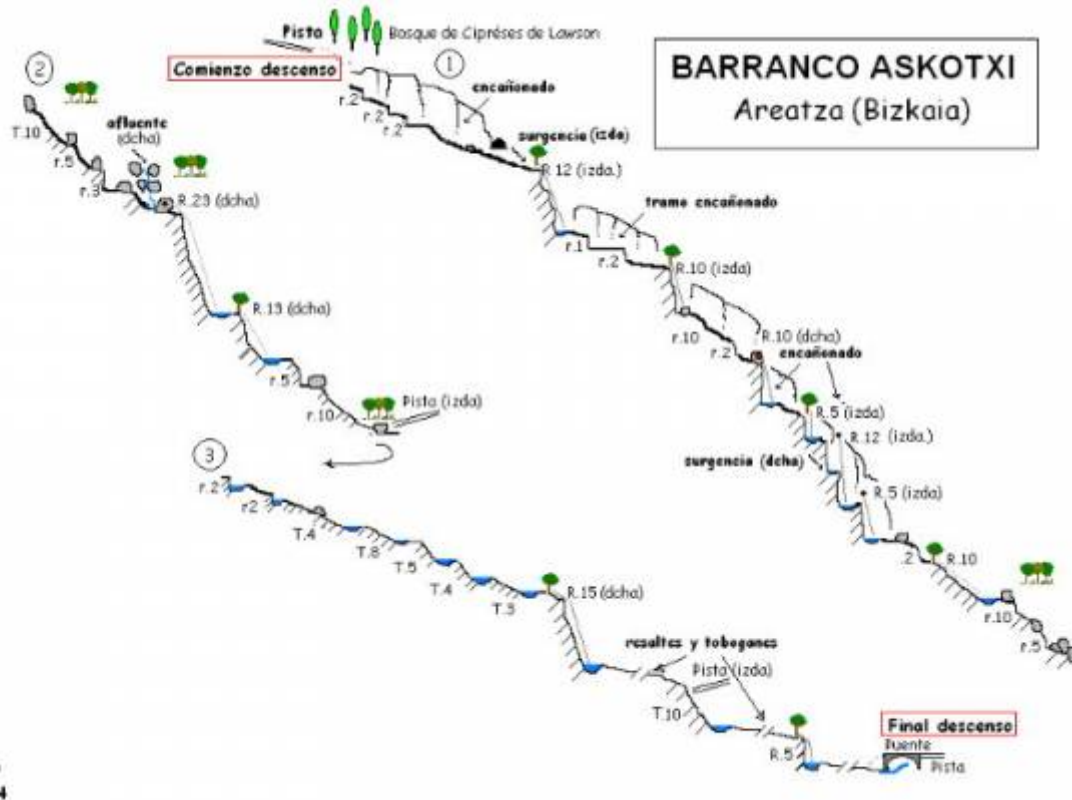 BARRANCO ASKOTXI
Areatza (Bizkaia)
Pista
Bosque de Cipréses de Lawson
Comienzo descenso
1
encañonado
r.2
r.2
r.2
surgencia (izda)
R.12 (izda.)
tramo encañonado
r.1
r.2
R.10 (izda)
r.10
r.2
R.10 (dcha)
encañonado
R.5 (izda)
R.12 (izda.)
surgencia (dcha)
R.5 (izda)
.2
R.10
r.10
r.5
2
T.10
r.5
afluente
(dcha)
r.3
R.23 (dcha)
R.13 (dcha)
r.5
r.10
Pista (izda)
3
r.2
r2
T.4
T.8
T.5
T.4
T.3
R.15 (dcha)
resaltes y toboganes
Pista (izda)
T.10
R.5
Final descenso
Puente
Pista
4